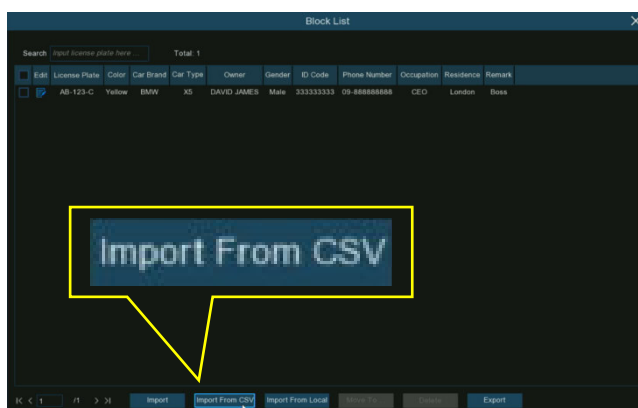 Block List X
Search Input license plate here ... Total: 1
Edit License Plate Color Car Brand Car Type Owner Gender ID Code Phone Number Occupation Residence Remark
AB-123-C Yellow BMW X5 DAVID JAMES Male 333333333 09-888888888 CEO London Boss
Import From CSV
1 /1 Import Import From CSV Import From Local Move To Delete Export